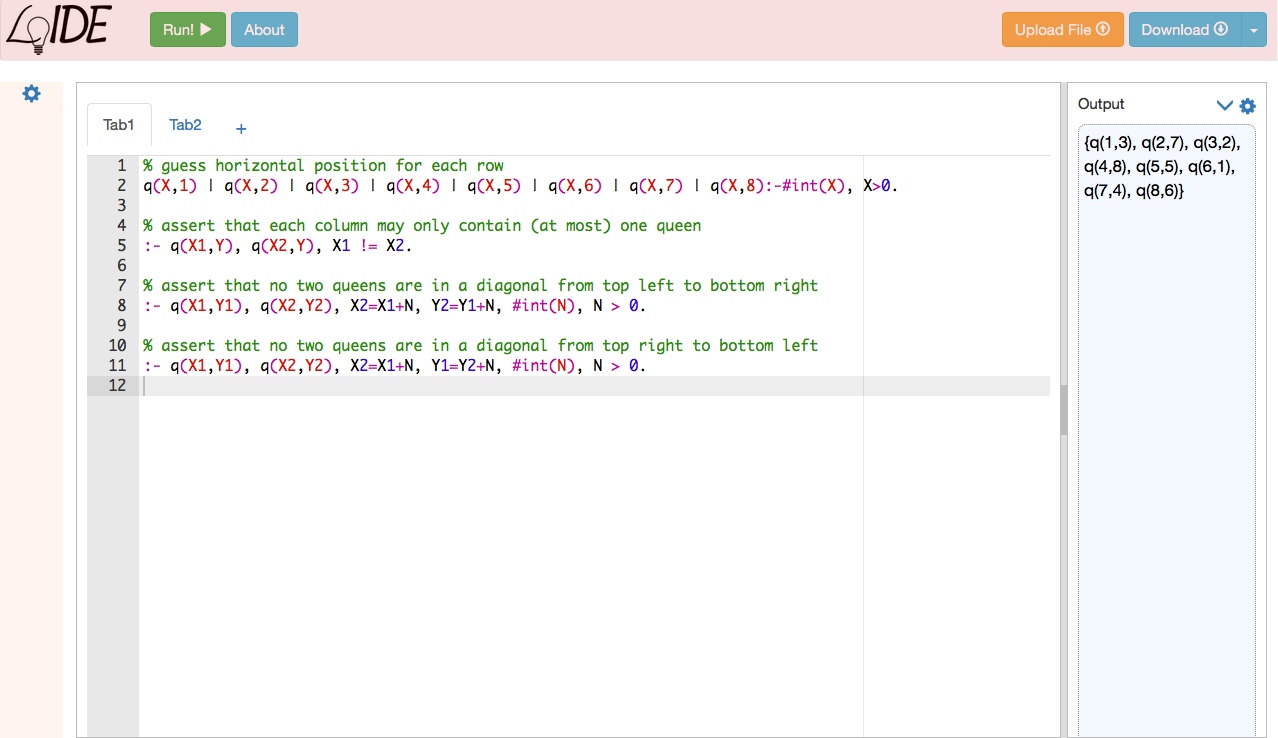 LOIDE
Run!
About
Upload File
Download
Tab1
Tab2
+
Output
1 % guess horizontal position for each row
2 q(X,1) | q(X,2) | q(X,3) | q(X,4) | q(X,5) | q(X,6) | q(X,7) | q(X,8):-#int(X), X>0.
3
4 % assert that each column may only contain (at most) one queen
5 :- q(X1,Y), q(X2,Y), X1 != X2.
6
7 % assert that no two queens are in a diagonal from top left to bottom right
8 :- q(X1,Y1), q(X2,Y2), X2=X1+N, Y2=Y1+N, #int(N), N > 0.
9
10 % assert that no two queens are in a diagonal from top right to bottom left
11 :- q(X1,Y1), q(X2,Y2), X2=X1+N, Y1=Y2+N, #int(N), N > 0.
12
{q(1,3), q(2,7), q(3,2),
q(4,8), q(5,5), q(6,1),
q(7,4), q(8,6)}